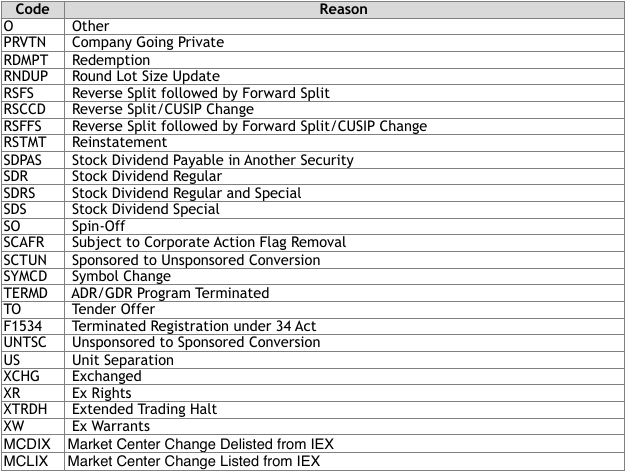 Code Reason
O Other
PRVTN Company Going Private
RDMPT Redemption
RNDUP Round Lot Size Update
RSFS Reverse Split followed by Forward Split
RSCCD Reverse Split/CUSIP Change
RSFFS Reverse Split followed by Forward Split/CUSIP Change
RSTMT Reinstatement
SDPAS Stock Dividend Payable in Another Security
SDR Stock Dividend Regular
SDRS Stock Dividend Regular and Special
SDS Stock Dividend Special
SO Spin-Off
SCAFR Subject to Corporate Action Flag Removal
SCTUN Sponsored to Unsponsored Conversion
SYMCD Symbol Change
TERMD ADR/GDR Program Terminated
TO Tender Offer
F1534 Terminated Registration under 34 Act
UNTSC Unsponsored to Sponsored Conversion
US Unit Separation
XCHG Exchanged
XR Ex Rights
XTRDH Extended Trading Halt
XW Ex Warrants
MCDIX Market Center Change Delisted from IEX
MCLIX Market Center Change Listed from IEX